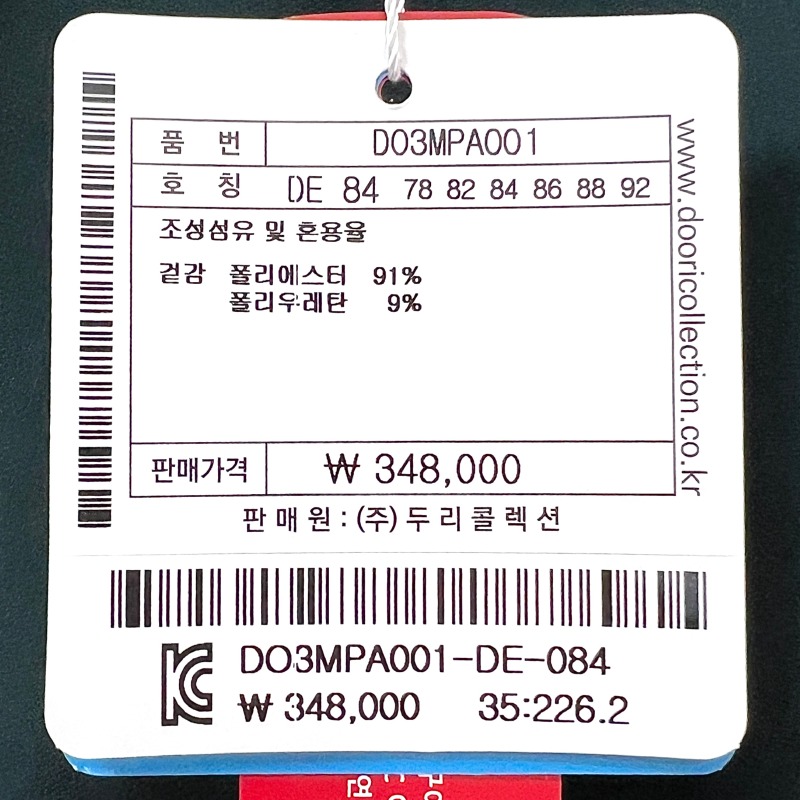 품 번 DO3MPA001
호 칭 DE 84 78 82 84 86 88 92
조성섬유 및 혼용율
겉감 폴리에스터 91%
폴리우레탄 9%
판매가격 ₩ 348,000
판매원 : (주) 두리콜렉션
www.dooricollection.co.kr
DO3MPA001-DE-084
₩ 348,000 35:226.2